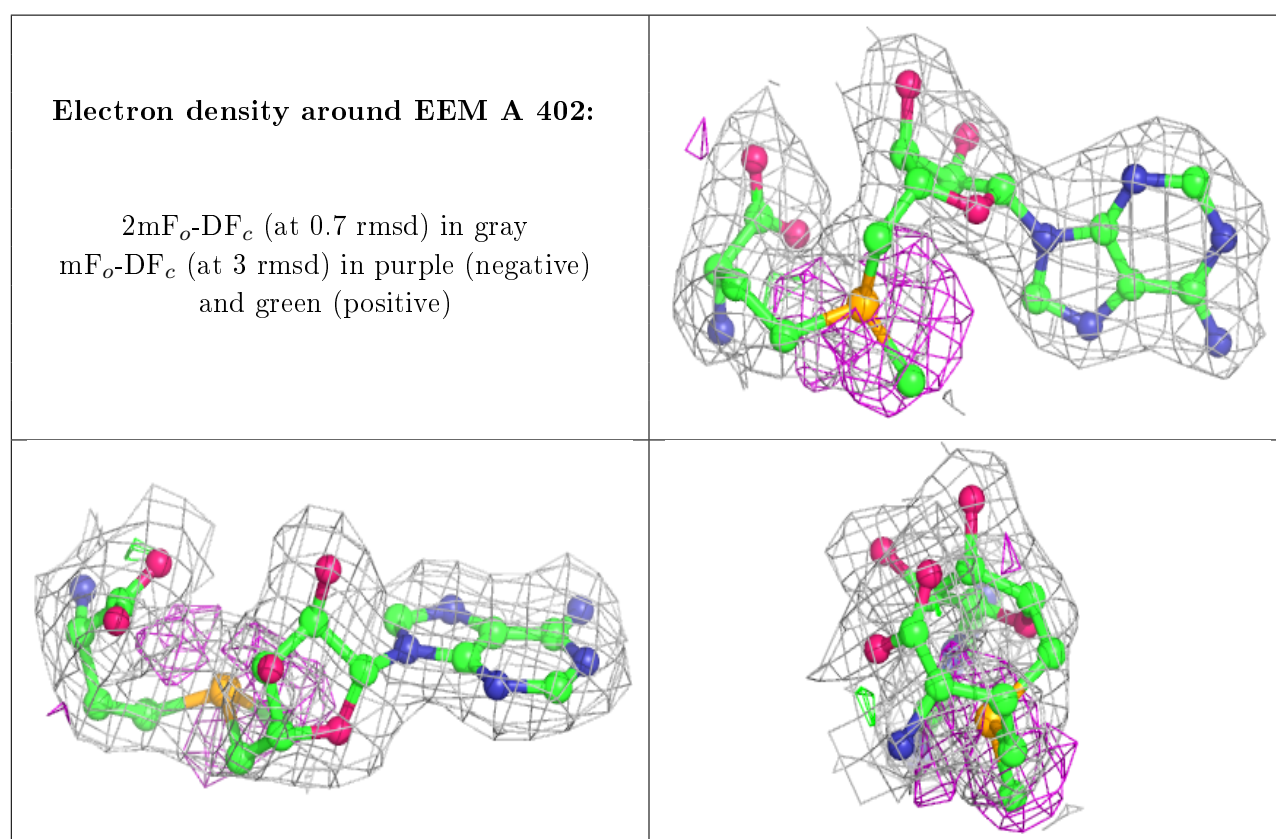 Electron density around EEM A 402:
2mFo-DFc (at 0.7 rmsd) in gray
mFo-DFc (at 3 rmsd) in purple (negative)
and green (positive)